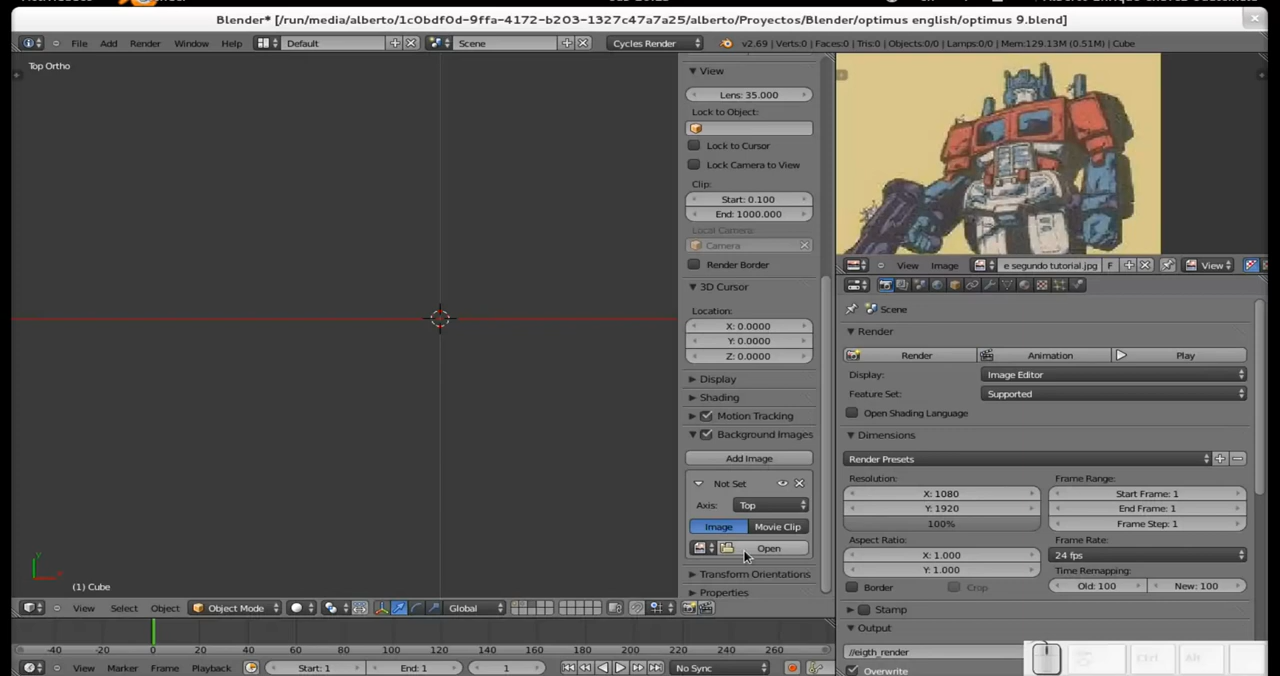 Blender* [/run/media/alberto/1c0bdf0d-9ffa-4172-b203-1327c47a7a25/alberto/Proyectos/Blender/optimus english/optimus 9.blend]
File Add Render Window Help Default Scene Cycles Render v2.69 | Verts:0 | Faces:0 | Tris:0 | Objects:0/0 | Lamps:0/0 | Mem:129.13M (0.51M) | Cube
Top Ortho
View
Lens: 35.000
Lock to Object:
Lock to Cursor
Lock Camera to View
Clip:
Start: 0.100
End: 1000.000
Local Camera:
Camera
Render Border
3D Cursor
Location:
X: 0.0000
Y: 0.0000
Z: 0.0000
Display
Shading
Motion Tracking
Background Images
Add Image
Not Set
Axis: Top
Image Movie Clip
Open
Transform Orientations
Properties
(1) Cube
View Select Object Object Mode Global
-40 -20 0 20 40 60 80 100 120 140 160 180 200 220 240 260
View Marker Frame Playback Start: 1 End: 1 1 No Sync
View Image e segundo tutorial.jpg F View
Scene
Render
Render Animation Play
Display: Image Editor
Feature Set: Supported
Open Shading Language
Dimensions
Render Presets
Resolution: Frame Range:
X: 1080 Start Frame: 1
Y: 1920 End Frame: 1
100% Frame Step: 1
Aspect Ratio: Frame Rate:
X: 1.000 24 fps
Y: 1.000 Time Remapping:
Border Crop Old: 100 New: 100
Stamp
Output
//eigth_render
Overwrite
Ctrl Alt